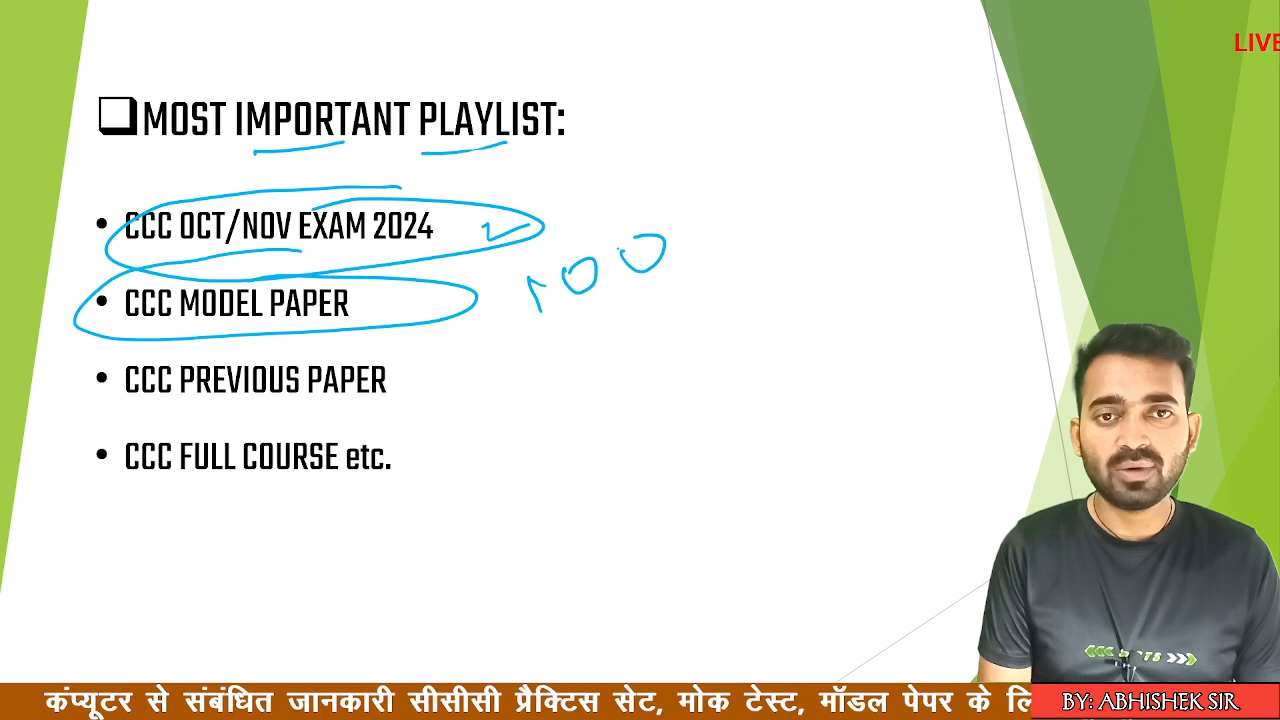 LIVE
MOST IMPORTANT PLAYLIST:
• CCC OCT/NOV EXAM 2024
• CCC MODEL PAPER
100
• CCC PREVIOUS PAPER
• CCC FULL COURSE etc.
कंप्यूटर से संबंधित जानकारी सीसीसी प्रैक्टिस सेट, मोक टेस्ट, मॉडल पेपर के लि
BY: ABHISHEK SIR